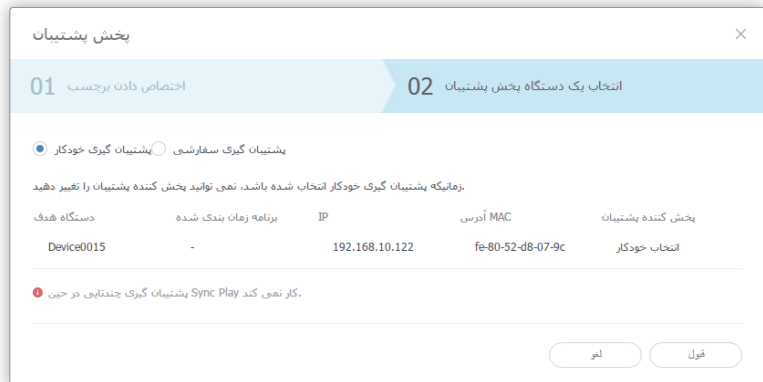 پخش پشتیبان
01 اختصاص دادن برچسب
02 انتخاب یک دستگاه پخش پشتیبان
پشتیبان گیری خودکار پشتیبان گیری سفارشی
زمانیکه پشتیبان گیری خودکار انتخاب شده باشد، نمی توانید پخش کننده پشتیبان را تغییر دهید.
دستگاه هدف برنامه زمان بندی شده IP آدرس MAC پخش کننده پشتیبان
Device0015 - 192.168.10.122 fe-80-52-d8-07-9c انتخاب خودکار
پشتیبان گیری چندتایی در حین Sync Play کار نمی کند.
لغو قبول